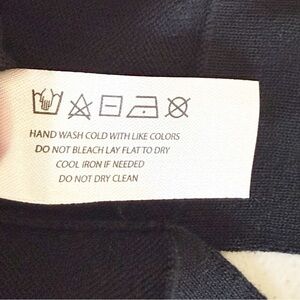 HAND WASH COLD WITH LIKE COLORS
DO NOT BLEACH LAY FLAT TO DRY
COOL IRON IF NEEDED
DO NOT DRY CLEAN